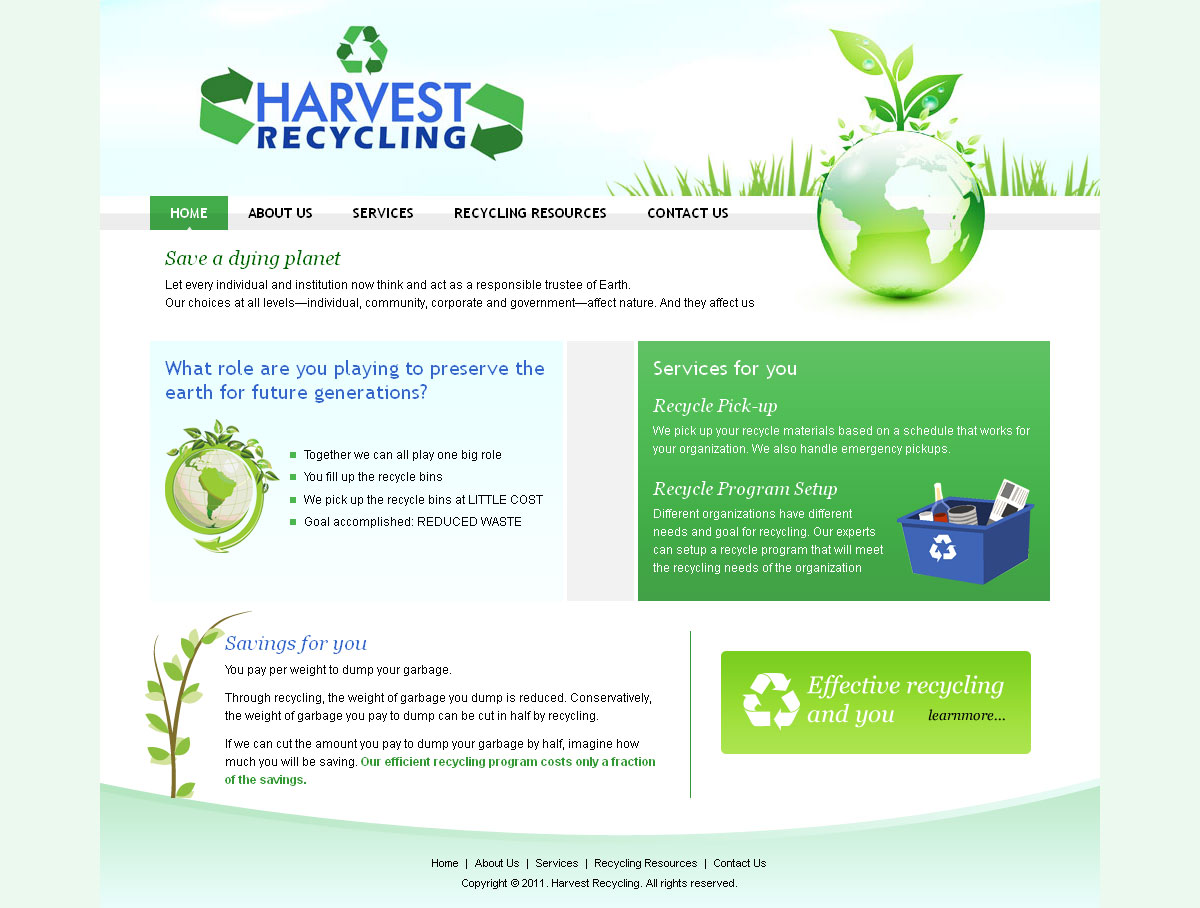 HARVEST
RECYCLING
HOME
ABOUT US
SERVICES
RECYCLING RESOURCES
CONTACT US
Save a dying planet
Let every individual and institution now think and act as a responsible trustee of Earth.
Our choices at all levels—individual, community, corporate and government—affect nature. And they affect us
What role are you playing to preserve the
earth for future generations?
Together we can all play one big role
You fill up the recycle bins
We pick up the recycle bins at LITTLE COST
Goal accomplished: REDUCED WASTE
Services for you
Recycle Pick-up
We pick up your recycle materials based on a schedule that works for
your organization. We also handle emergency pickups.
Recycle Program Setup
Different organizations have different
needs and goal for recycling. Our experts
can setup a recycle program that will meet
the recycling needs of the organization
Savings for you
You pay per weight to dump your garbage.
Through recycling, the weight of garbage you dump is reduced. Conservatively,
the weight of garbage you pay to dump can be cut in half by recycling.
If we can cut the amount you pay to dump your garbage by half, imagine how
much you will be saving. Our efficient recycling program costs only a fraction
of the savings.
Effective recycling
and you
learnmore...
Home | About Us | Services | Recycling Resources | Contact Us
Copyright © 2011. Harvest Recycling. All rights reserved.